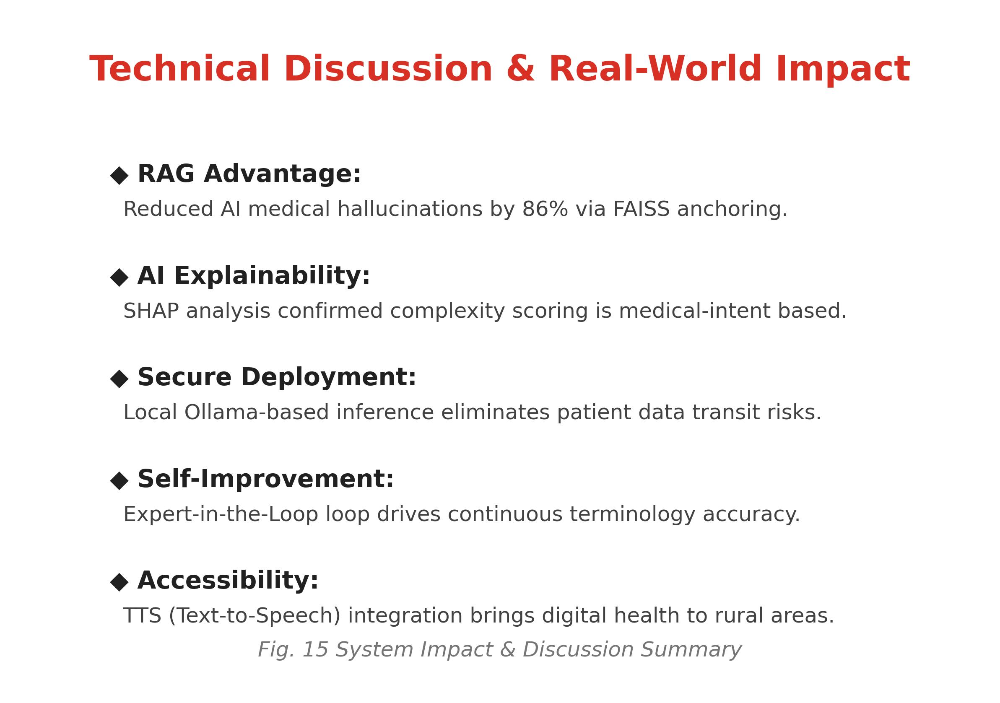 Technical Discussion & Real-World Impact
◆ RAG Advantage:
Reduced AI medical hallucinations by 86% via FAISS anchoring.
◆ AI Explainability:
SHAP analysis confirmed complexity scoring is medical-intent based.
◆ Secure Deployment:
Local Ollama-based inference eliminates patient data transit risks.
◆ Self-Improvement:
Expert-in-the-Loop loop drives continuous terminology accuracy.
◆ Accessibility:
TTS (Text-to-Speech) integration brings digital health to rural areas.
Fig. 15 System Impact & Discussion Summary